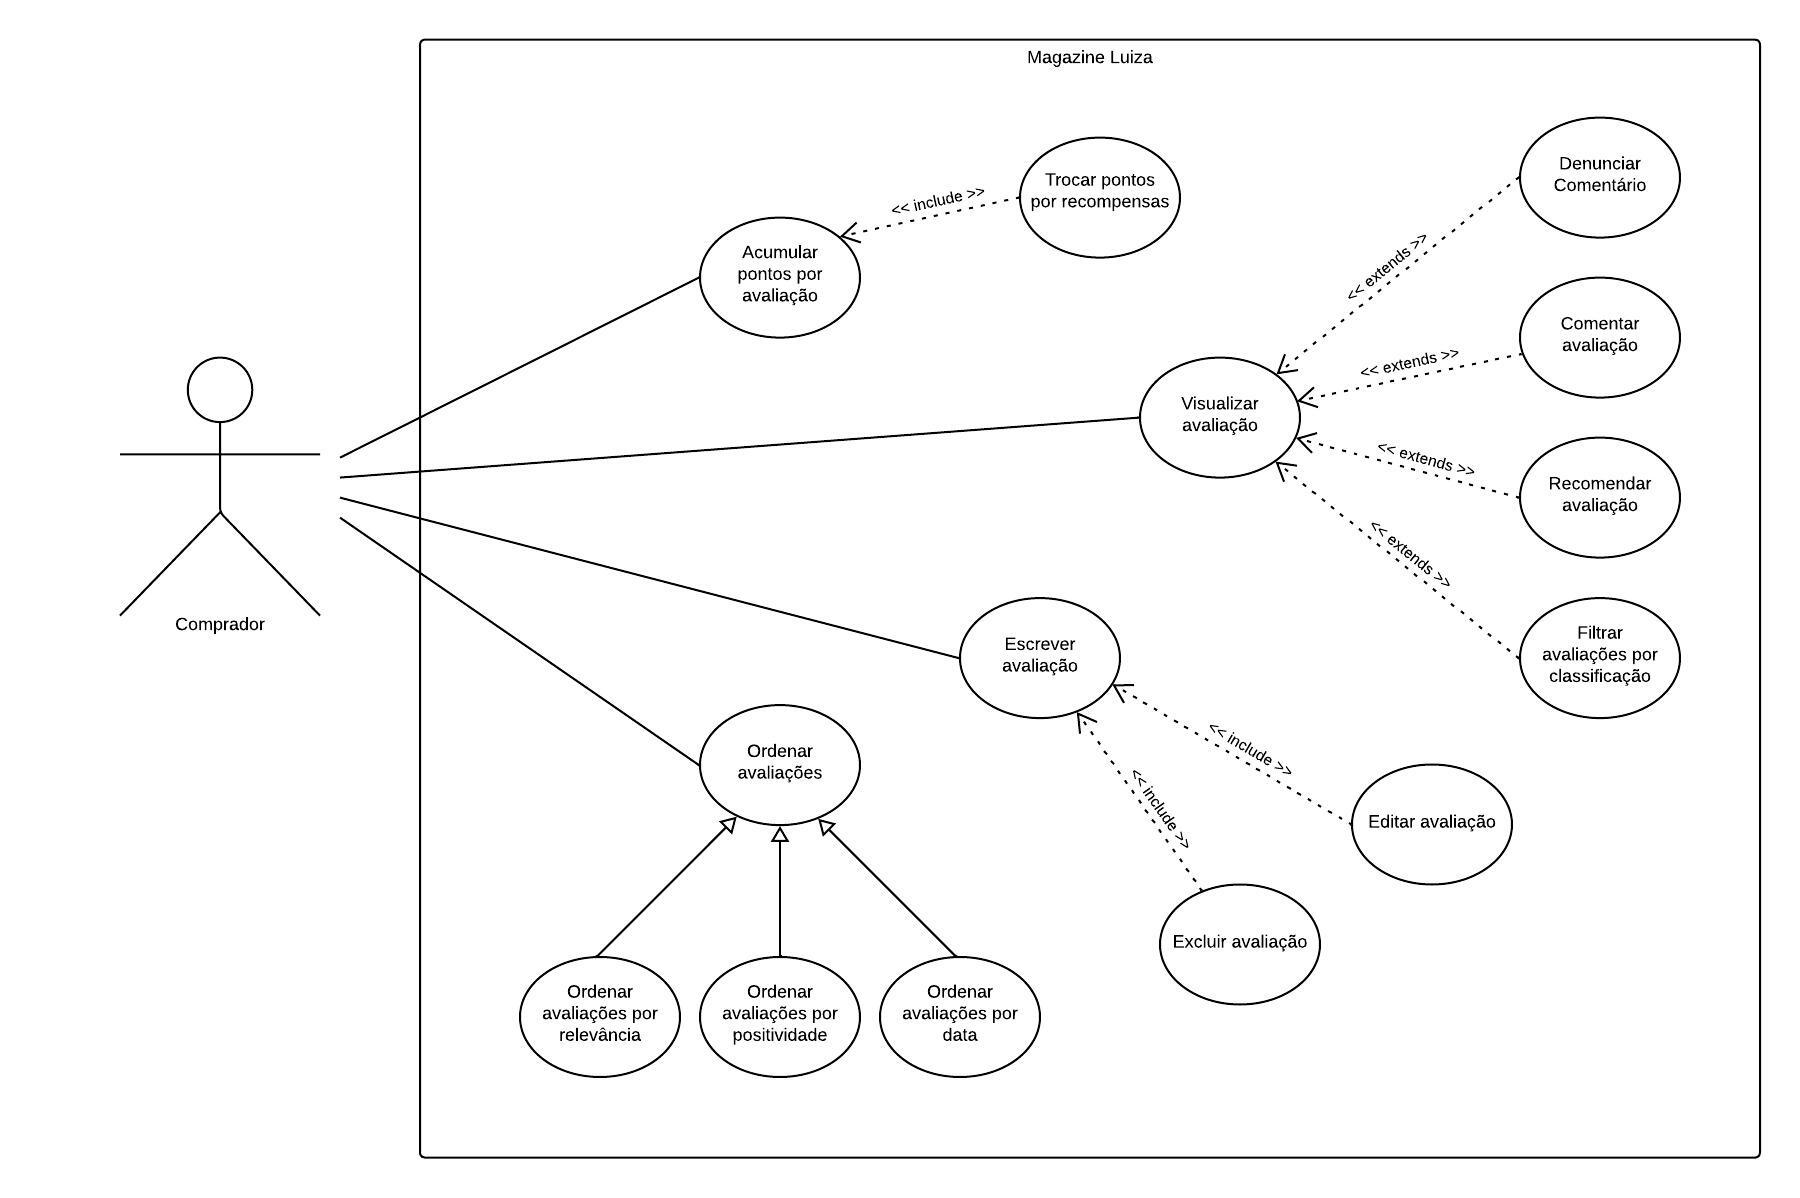 Magazine Luiza
Trocar pontos
por recompensas
<< include >>
Acumular
pontos por
avaliação
Denunciar
Comentário
<< extends >>
Comentar
avaliação
<< extends >>
Visualizar
avaliação
<< extends >>
Recomendar
avaliação
<< extends >>
Filtrar
avaliações por
classificação
Comprador
Escrever
avaliação
<< include >>
Editar avaliação
<< include >>
Excluir avaliação
Ordenar
avaliações
Ordenar
avaliações por
relevância
Ordenar
avaliações por
positividade
Ordenar
avaliações por
data